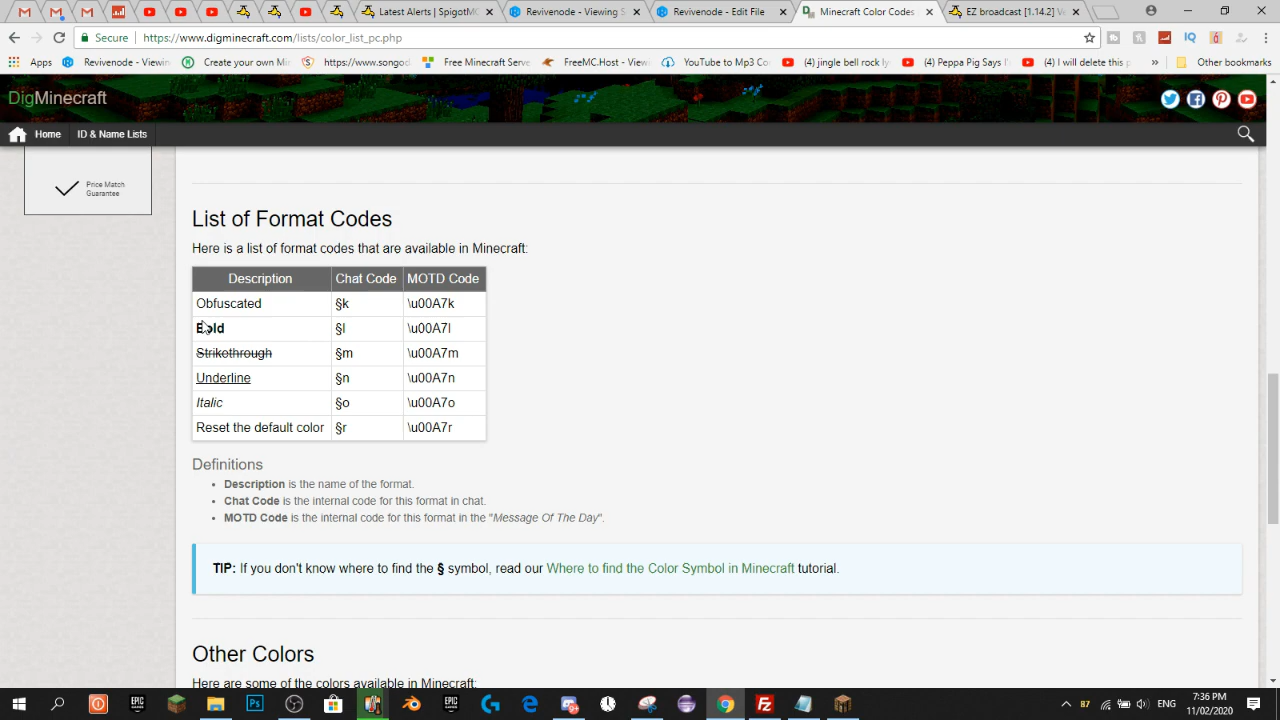 Latest Alerts | SpigotMC
Revivenode - Viewing S
Revivenode - Edit File
Minecraft Color Codes
EZ broadcast [1.14.2] Ve
Secure
https://www.digminecraft.com/lists/color_list_pc.php
Apps
Revivenode - Viewin
Create your own Mi
https://www.songod
Free Minecraft Serve
FreeMC.Host - View
YouTube to Mp3 Co
(4) jingle bell rock ly
(4) Peppa Pig Says I'
(4) I will delete this p
»
Other bookmarks
DigMinecraft
Home
ID & Name Lists
Price Match
Guarantee
List of Format Codes
Here is a list of format codes that are available in Minecraft:
Description Chat Code MOTD Code
Obfuscated §k \u00A7k
Bold §l \u00A7l
Strikethrough §m \u00A7m
Underline §n \u00A7n
Italic §o \u00A7o
Reset the default color §r \u00A7r
Definitions
• Description is the name of the format.
• Chat Code is the internal code for this format in chat.
• MOTD Code is the internal code for this format in the "Message Of The Day".
TIP: If you don't know where to find the § symbol, read our Where to find the Color Symbol in Minecraft tutorial.
Other Colors
Here are some of the colors available in Minecraft:
87
ENG
7:36 PM
11/02/2020